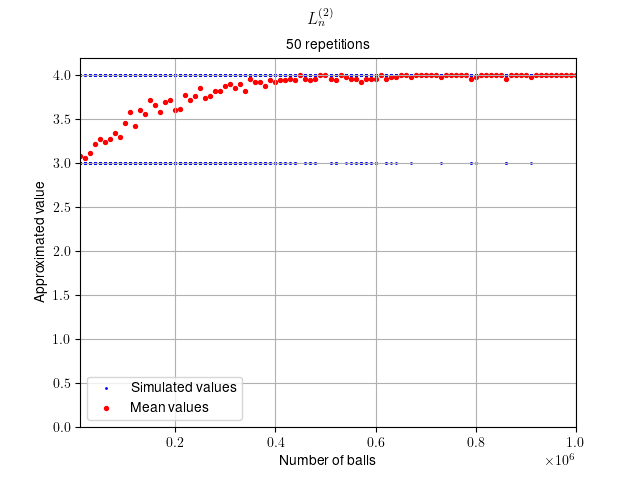 $L_n^{(2)}$
50 repetitions
Approximated value
4.0
3.5
3.0
2.5
2.0
1.5
1.0
0.5
0.0
Simulated values
Mean values
0.2
0.4
0.6
0.8
1.0
Number of balls
×10⁶